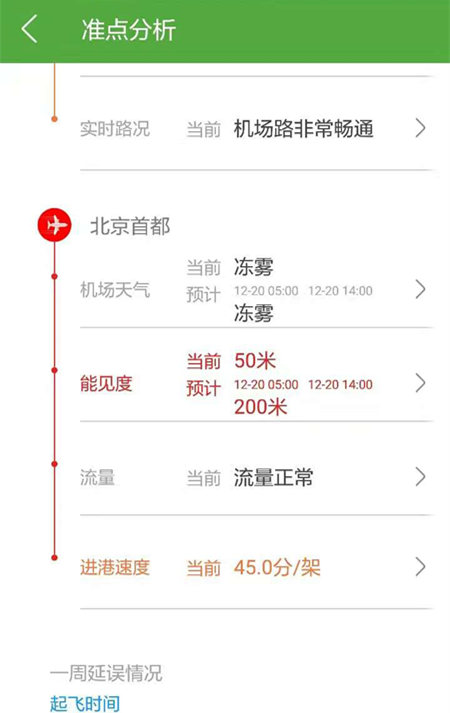 准点分析
实时路况 当前 机场路非常畅通
北京首都
机场天气 当前 冻雾
预计 12-20 05:00 12-20 14:00
冻雾
能见度 当前 50米
预计 12-20 05:00 12-20 14:00
200米
流量 当前 流量正常
进港速度 当前 45.0分/架
一周延误情况
起飞时间